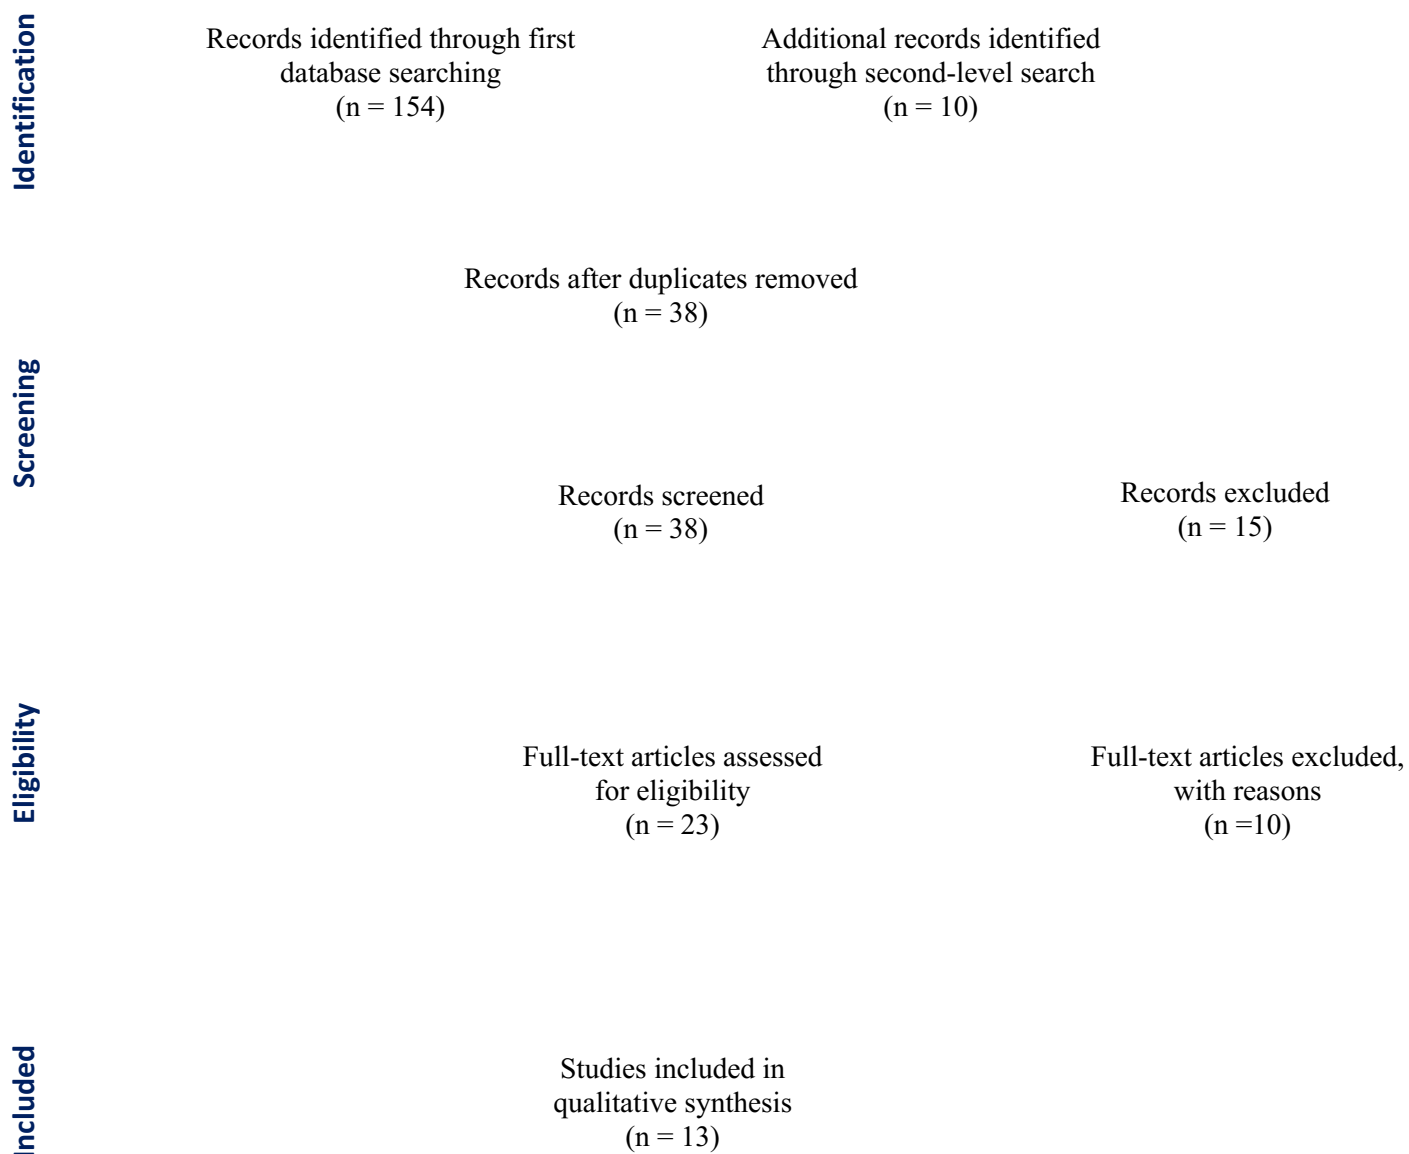 Identification
Records identified through first
database searching
(n = 154)
Additional records identified
through second-level search
(n = 10)
Records after duplicates removed
(n = 38)
Screening
Records screened
(n = 38)
Records excluded
(n = 15)
Eligibility
Full-text articles assessed
for eligibility
(n = 23)
Full-text articles excluded,
with reasons
(n =10)
Included
Studies included in
qualitative synthesis
(n = 13)